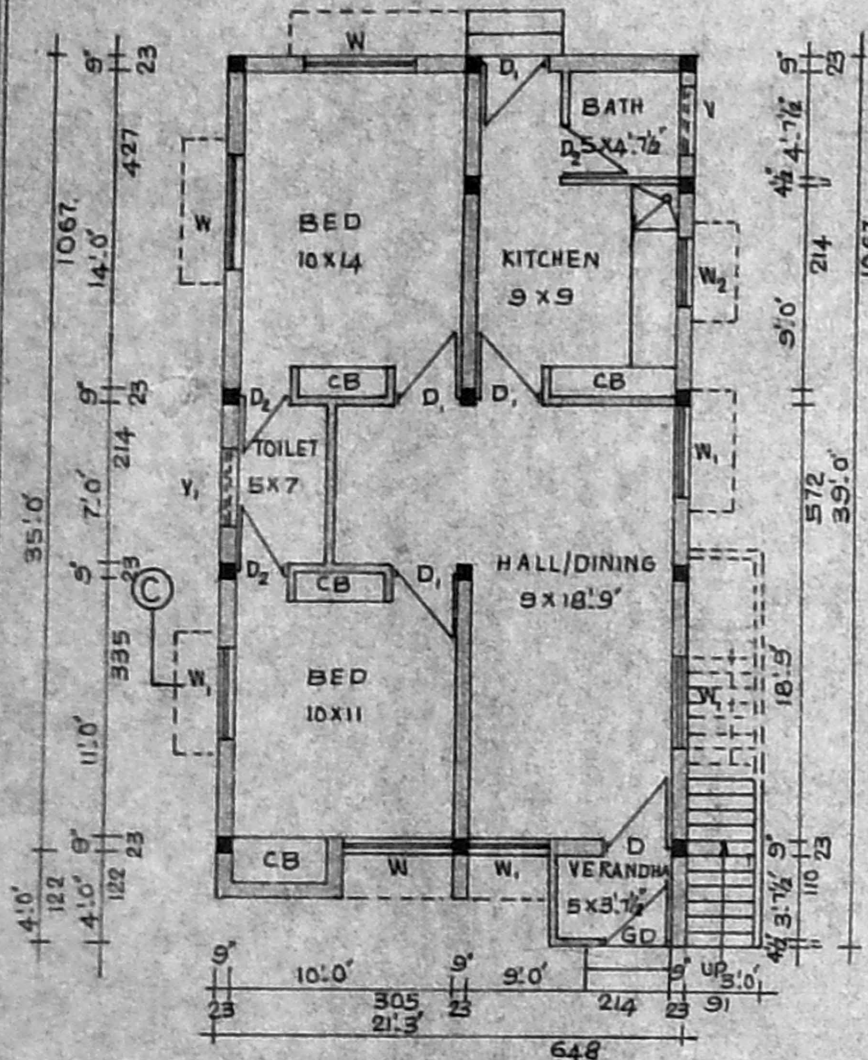 W
D₁
BATH
D₂ 5X4'.7½"
V
W
BED
10X14
KITCHEN
9X9
W₂
CB
CB
D₂
D₁
D₁
TOILET
5X7
V₁
W₁
HALL/DINING
9X18'.9"
D₂
CB
D₁
C
W₁
BED
10X11
W₁
CB
W
W₁
D
VERANDHA
5X3'.7½"
GD
UP
35'.0"
4'.0"
122
1067
9"
23
427
14'.0"
9"
23
214
7'.0"
9"
23
335
11'.0"
9"
23
4'.0"
122
9"
23
4'.7½"
4½"
214
9'.0"
572
39'.0"
18'.9"
9"
23
110
3'.7½"
4½"
9"
10'.0"
9"
9'.0"
9"
3'.0"
23
305
23
214
23
91
21'.3"
648